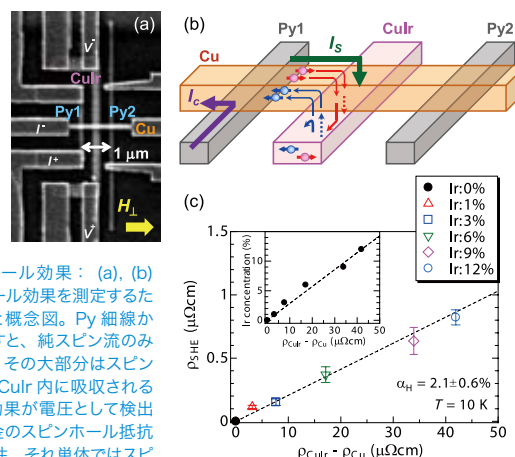 (a)
V-
CuIr
Py1
Py2
I-
Cu
I+
1 μm
H⊥
V+
(b)
Py1
CuIr
Py2
Cu
IS
Ic
ール効果： (a), (b)
ール効果を測定するた
と概念図。Py 細線か
すと、純スピン流のみ
その大部分はスピン
CuIr 内に吸収される
効果が電圧として検出
金のスピンホール抵抗
性。それ単体ではスピ
(c)
Ir:0%
Ir:1%
Ir:3%
Ir:6%
Ir:9%
Ir:12%
ρSHE (μΩcm)
1.5
1
0.5
0
Ir concentration (%)
10
5
0
0 10 20 30 40 50
ρCuIr - ρCu (μΩcm)
αH = 2.1±0.6%
T = 10 K
0 10 20 30 40 50
ρCuIr - ρCu (μΩcm)